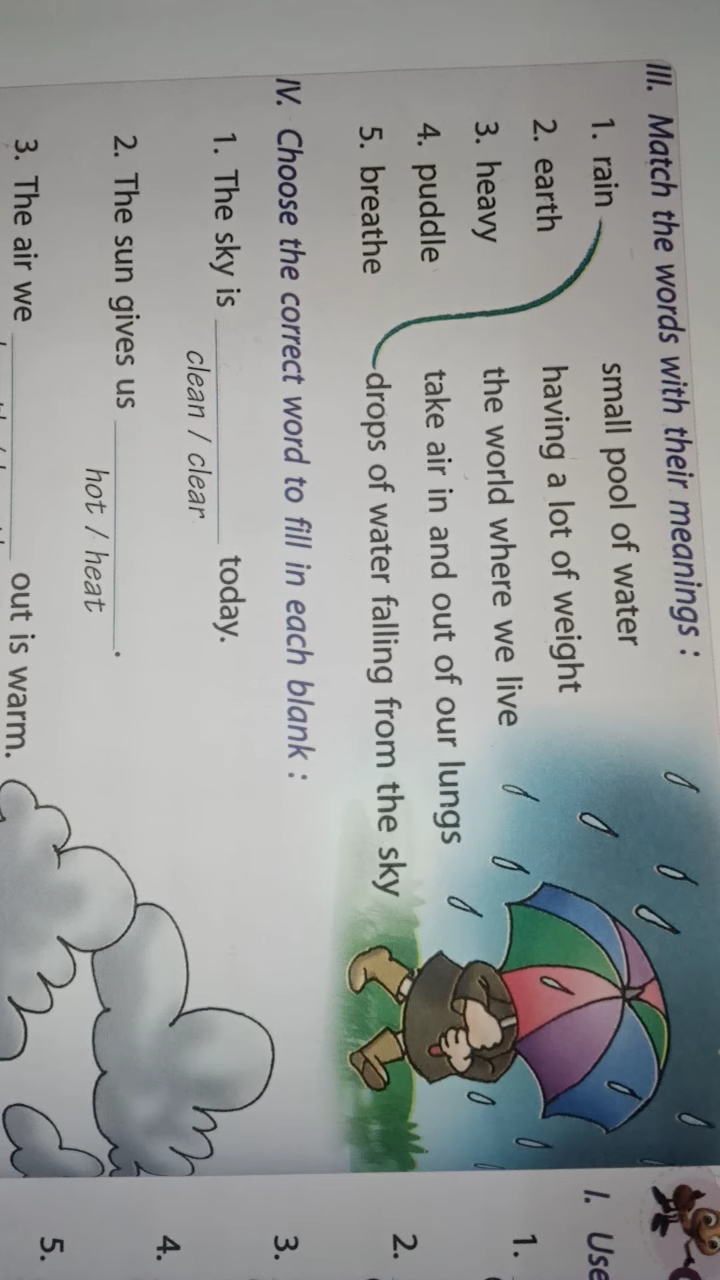 III. Match the words with their meanings :
1. rain small pool of water
2. earth having a lot of weight
3. heavy the world where we live
4. puddle take air in and out of our lungs
5. breathe drops of water falling from the sky
IV. Choose the correct word to fill in each blank :
1. The sky is ____________ today.
clean / clear
2. The sun gives us ____________.
hot / heat
3. The air we ____________ out is warm.
I. Use
1.
2.
3.
4.
5.